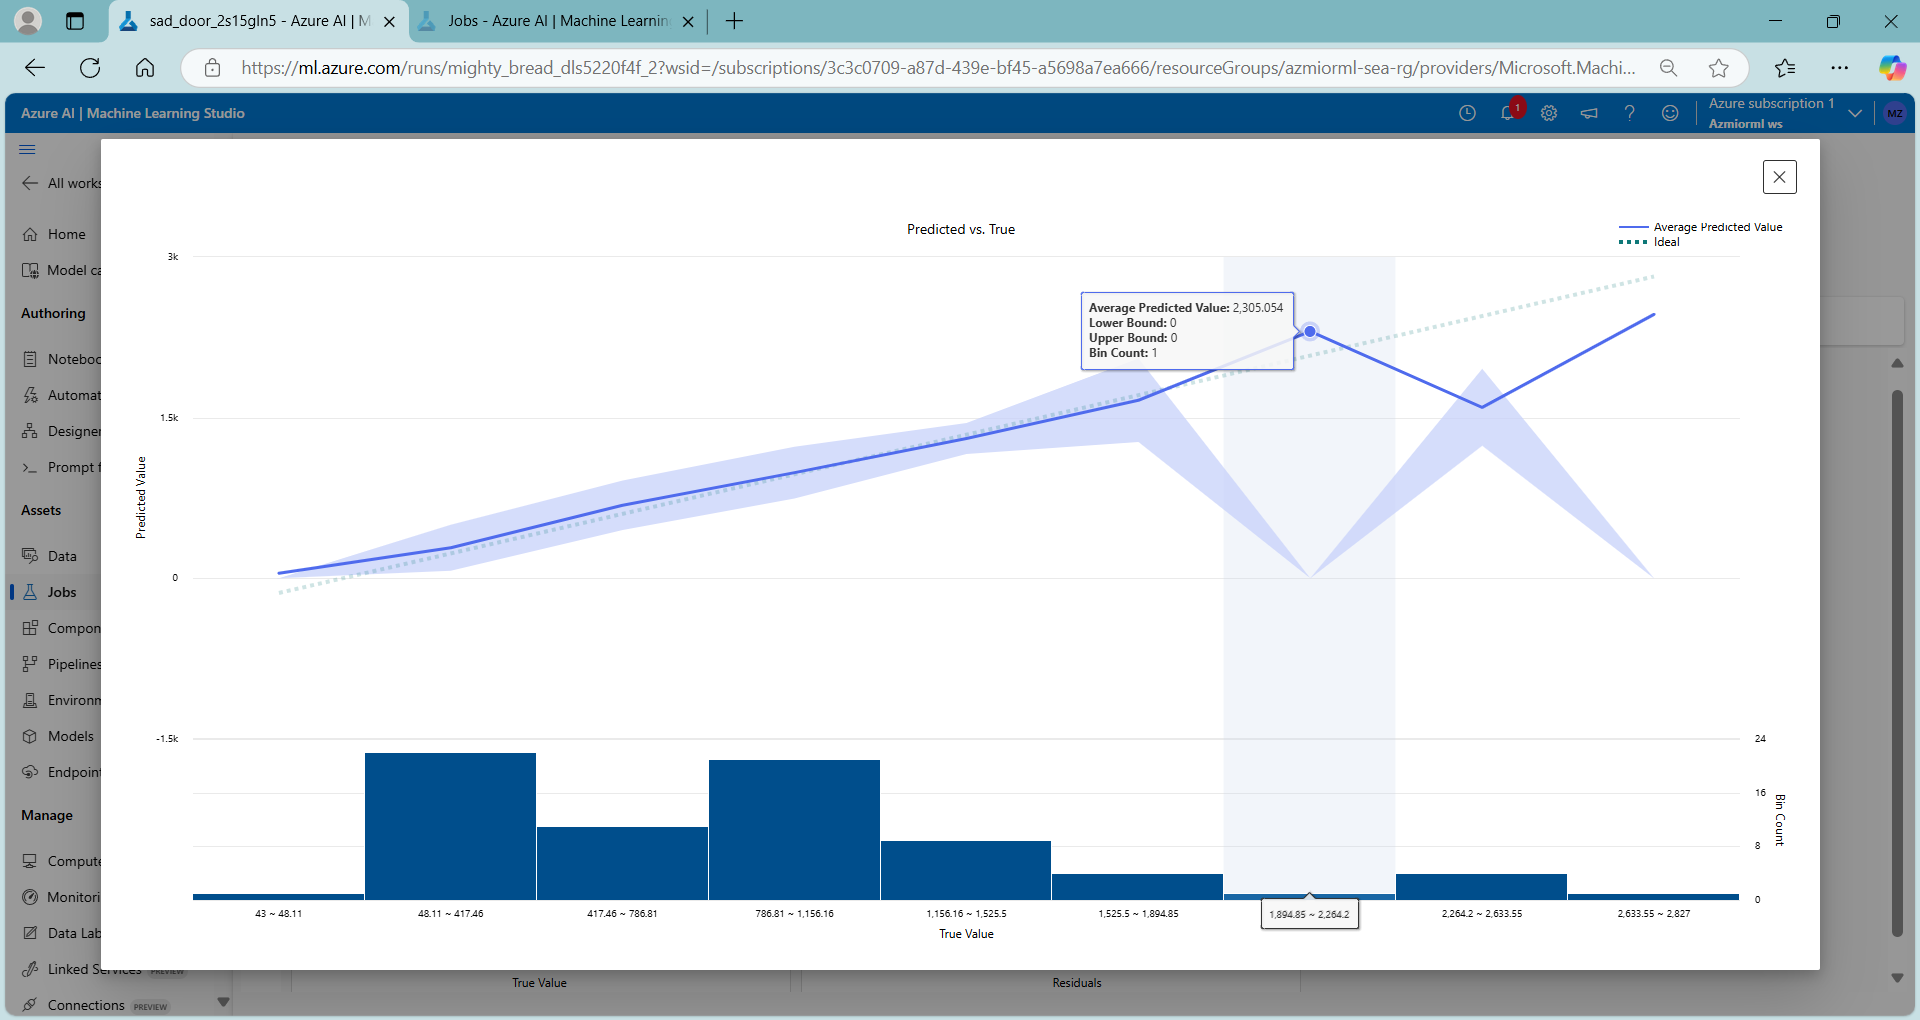 sad_door_2s15gln5 - Azure AI | M
Jobs - Azure AI | Machine Learnin
https://ml.azure.com/runs/mighty_bread_dls5220f4f_2?wsid=/subscriptions/3c3c0709-a87d-439e-bf45-a5698a7ea666/resourceGroups/azmiorml-sea-rg/providers/Microsoft.Machi...
Azure AI | Machine Learning Studio
1
?
Azure subscription 1
Azmiorml ws
MZ
All works
Home
Model ca
Authoring
Noteboo
Automat
Designer
Prompt f
Assets
Data
Jobs
Compon
Pipelines
Environm
Models
Endpoint
Manage
Compute
Monitori
Data Lab
Linked Services PREVIEW
Connections PREVIEW
Predicted vs. True
Average Predicted Value
Ideal
3k
1.5k
0
-1.5k
Predicted Value
Average Predicted Value: 2,305.054
Lower Bound: 0
Upper Bound: 0
Bin Count: 1
24
16
8
0
Bin Count
43 ~ 48.11
48.11 ~ 417.46
417.46 ~ 786.81
786.81 ~ 1,156.16
1,156.16 ~ 1,525.5
1,525.5 ~ 1,894.85
1,894.85 ~ 2,264.2
2,264.2 ~ 2,633.55
2,633.55 ~ 2,827
True Value
True Value
Residuals